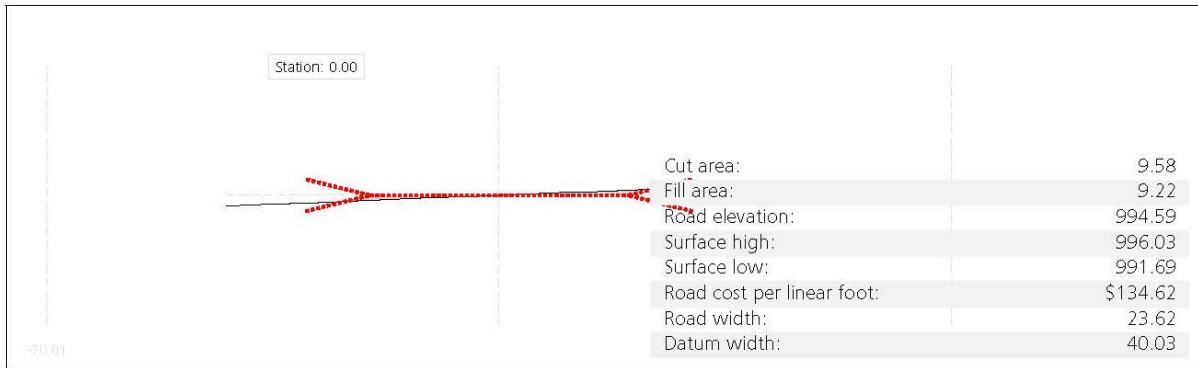 Station: 0.00
Cut area: 9.58
Fill area: 9.22
Road elevation: 994.59
Surface high: 996.03
Surface low: 991.69
Road cost per linear foot: $134.62
Road width: 23.62
Datum width: 40.03
-70.01